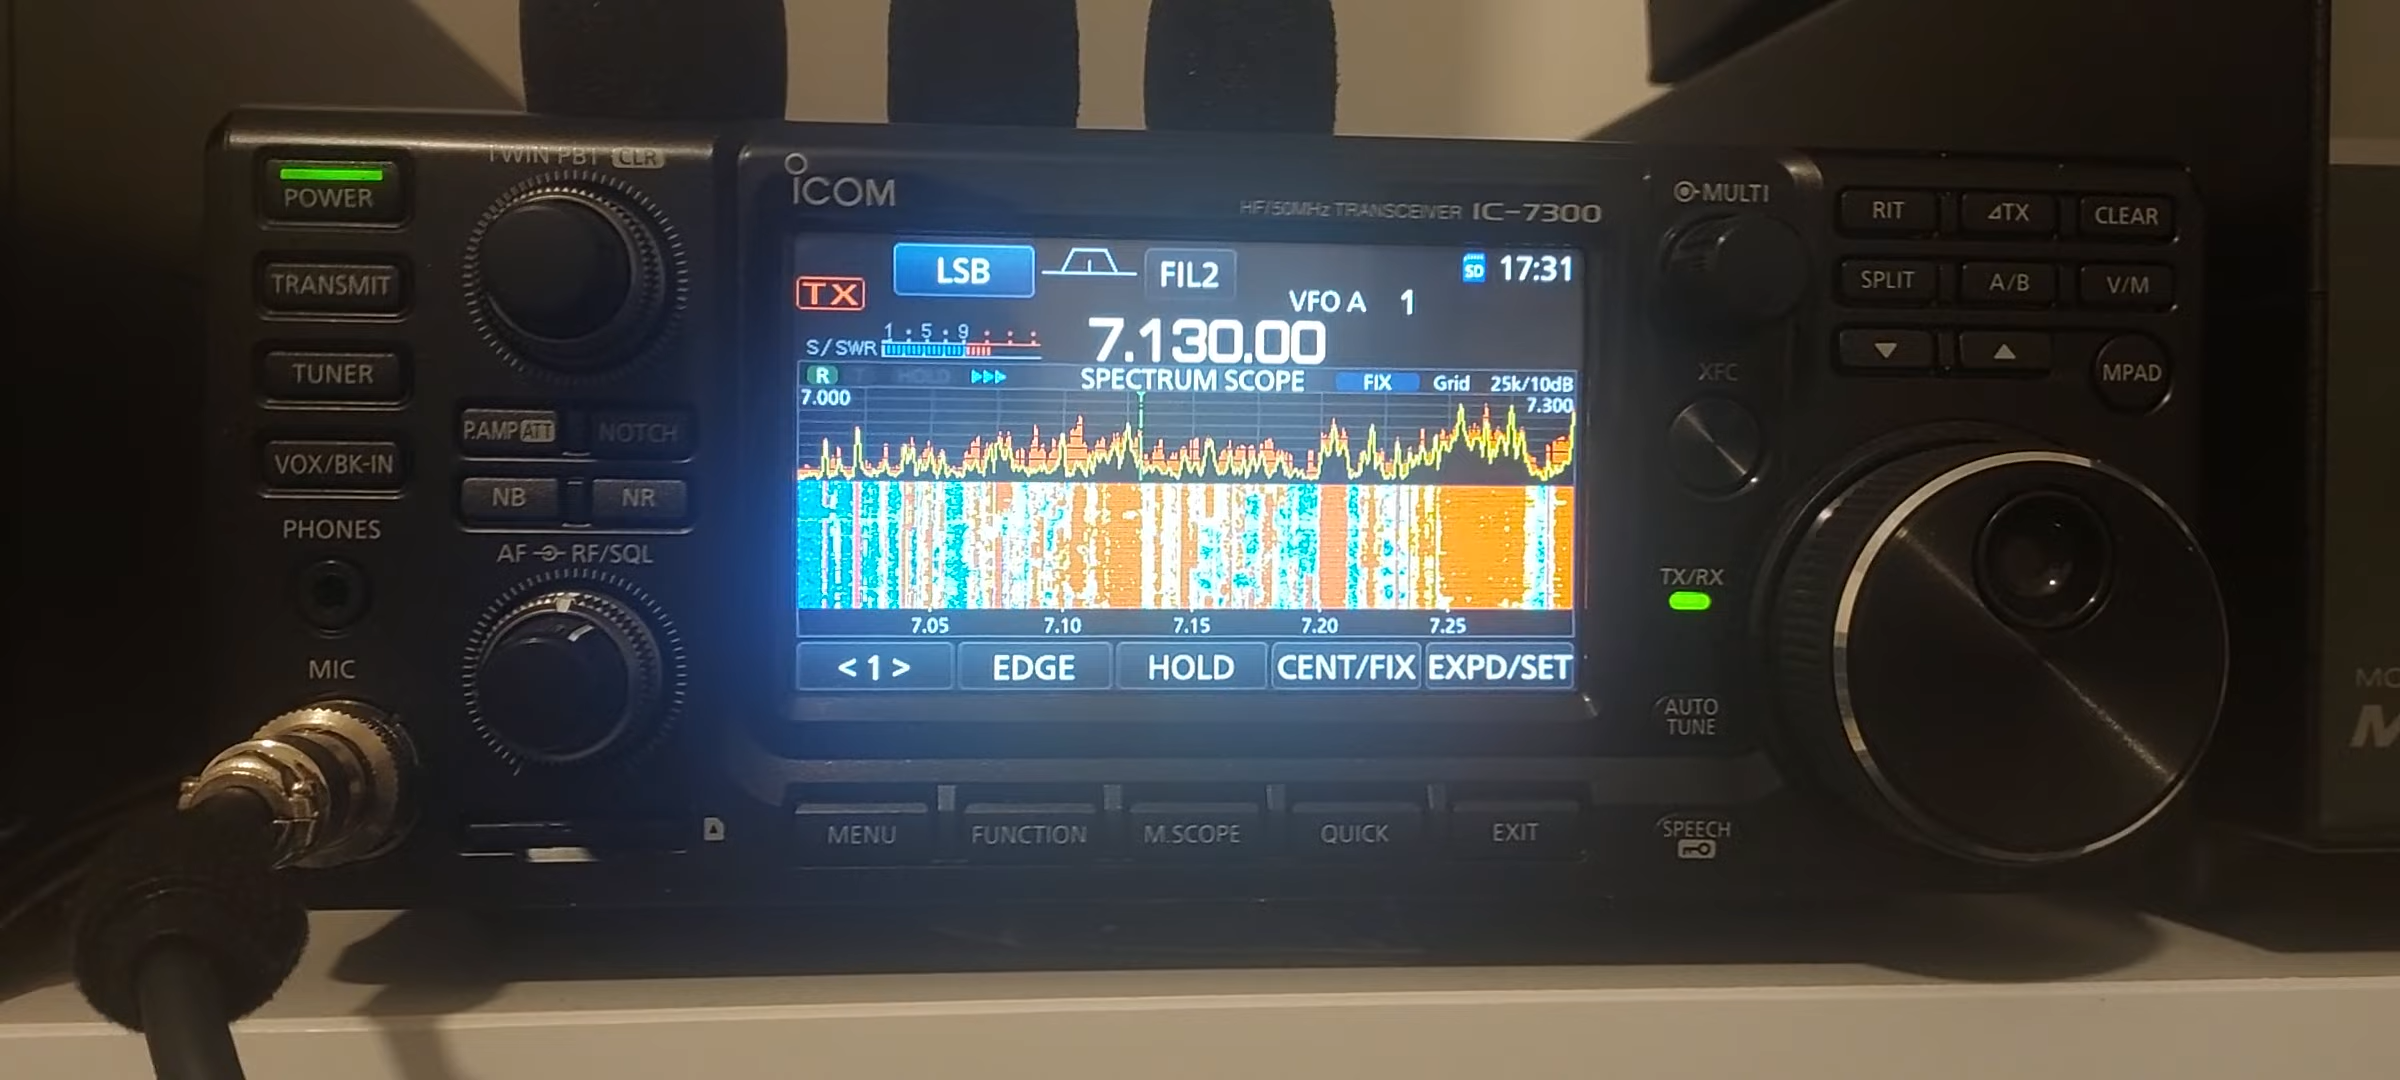 TWIN PBT CLR
POWER
TRANSMIT
TUNER
VOX/BK-IN
PHONES
MIC
P.AMP ATT
NOTCH
NB
NR
AF RF/SQL
ICOM
HF/50MHz TRANSCEIVER IC-7300
LSB
FIL2
SD
17:31
TX
VFO A 1
1 5 9
S/SWR
7.130.00
R
T
HOLD
SPECTRUM SCOPE
FIX
Grid
25k/10dB
7.000
7.300
7.05 7.10 7.15 7.20 7.25
< 1 >
EDGE
HOLD
CENT/FIX
EXPD/SET
MENU
FUNCTION
M.SCOPE
QUICK
EXIT
MULTI
XFC
TX/RX
AUTO
TUNE
SPEECH
RIT
⊿TX
CLEAR
SPLIT
A/B
V/M
▼
▲
MPAD